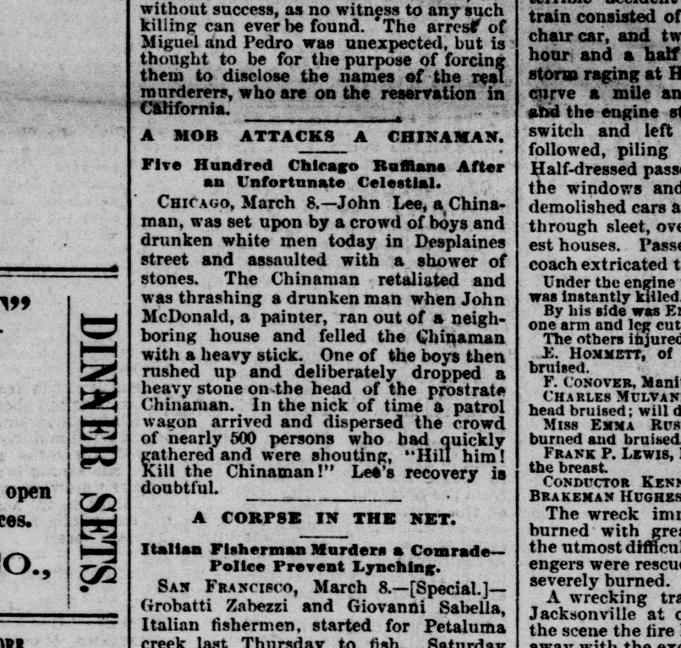 without success, as no witness to any such
killing can ever be found. The arrest of
Miguel and Pedro was unexpected, but is
thought to be for the purpose of forcing
them to disclose the names of the real
murderers, who are on the reservation in
California.
A MOB ATTACKS A CHINAMAN.
Five Hundred Chicago Ruffians After
an Unfortunate Celestial.
CHICAGO, March 8.—John Lee, a China-
man, was set upon by a crowd of boys and
drunken white men today in Desplaines
street and assaulted with a shower of
stones. The Chinaman retaliated and
was thrashing a drunken man when John
McDonald, a painter, ran out of a neigh-
boring house and felled the Chinaman
with a heavy stick. One of the boys then
rushed up and deliberately dropped a
heavy stone on the head of the prostrate
Chinaman. In the nick of time a patrol
wagon arrived and dispersed the crowd
of nearly 500 persons who had quickly
gathered and were shouting, "Hill him!
Kill the Chinaman!" Lee's recovery is
doubtful.
A CORPSE IN THE NET.
Italian Fisherman Murders a Comrade—
Police Prevent Lynching.
SAN FRANCISCO, March 8.—[Special.]—
Grobatti Zabezzi and Giovanni Sabella,
Italian fishermen, started for Petaluma
creek last Thursday to fish. Saturday
DINNER SETS.
open
ces.
O.,
train consisted of
chair car, and tw
hour and a half
storm raging at H
curve a mile an
and the engine st
switch and left
followed, piling
Half-dressed passe
the windows and
demolished cars a
through sleet, ove
est houses. Passe
coach extricated t
Under the engine
was instantly killed.
By his side was E
one arm and leg cut
The others injured
E. HOMMETT, of
bruised.
F. CONOVER, Mani
CHARLES MULVAN
head bruised; will d
MISS EMMA RUS
burned and bruised
FRANK P. LEWIS,
the breast.
CONDUCTOR KENN
BRAKEMAN HUGHES
The wreck imm
burned with grea
the utmost difficul
engers were rescue
severely burned.
A wrecking tra
Jacksonville at o
the scene the fire
away with the exc